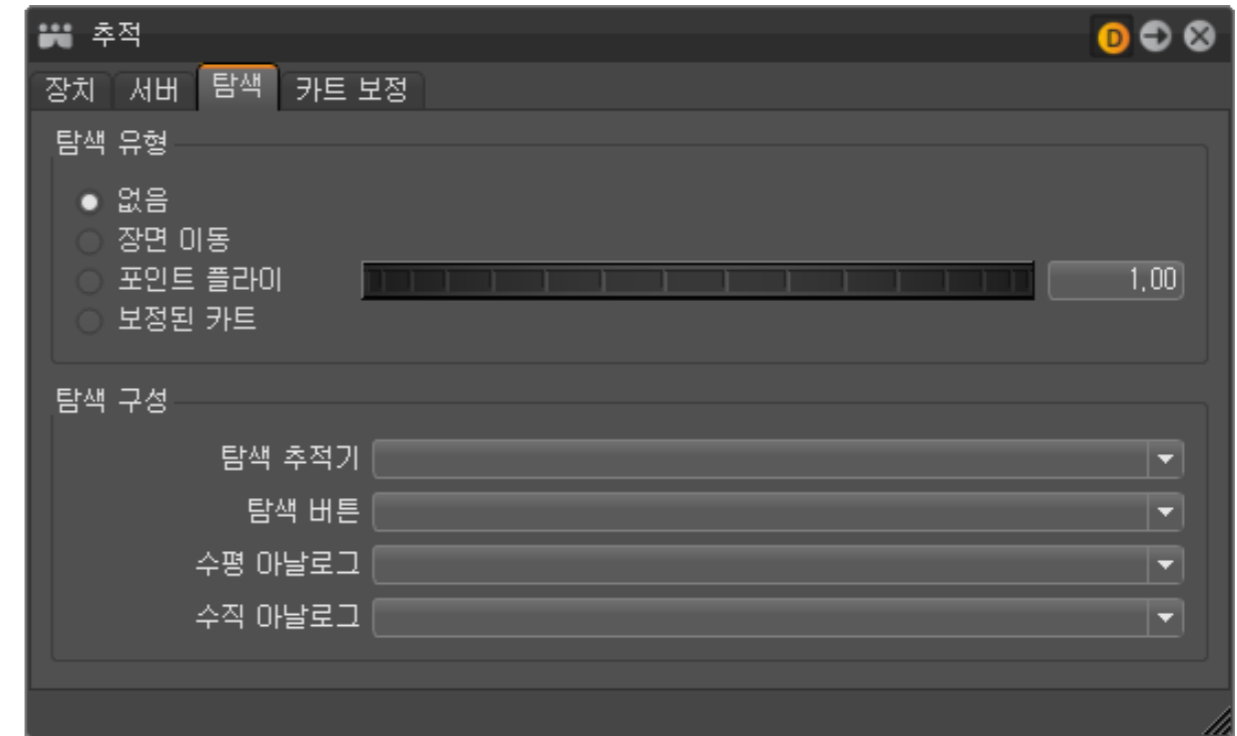 추적 D
장치 서버 탐색 카트 보정
탐색 유형
없음
장면 이동
포인트 플라이 1,00
보정된 카트
탐색 구성
탐색 추적기
탐색 버튼
수평 아날로그
수직 아날로그